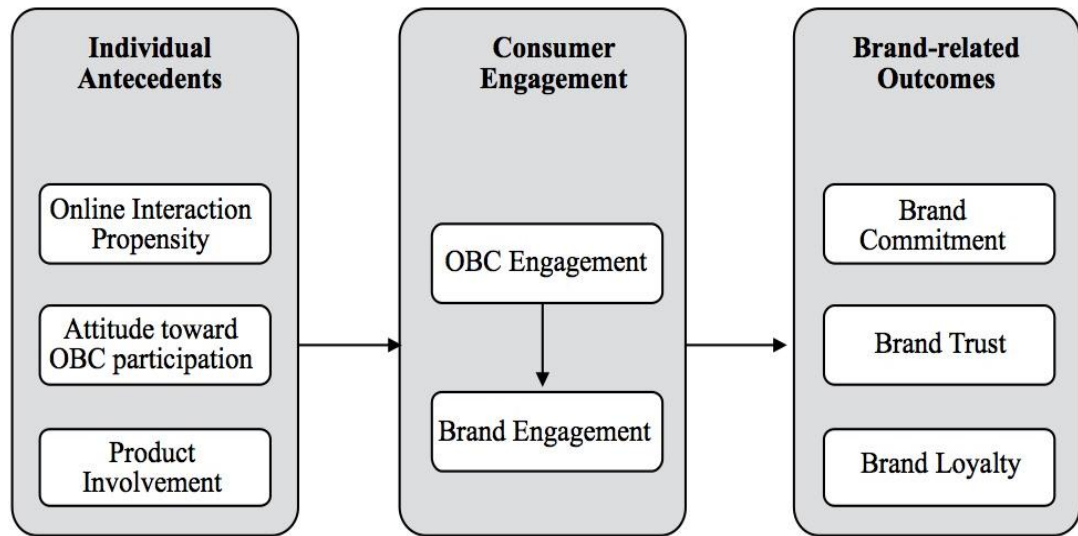 Individual
Antecedents
Online Interaction
Propensity
Attitude toward
OBC participation
Product
Involvement
Consumer
Engagement
OBC Engagement
Brand Engagement
Brand-related
Outcomes
Brand
Commitment
Brand Trust
Brand Loyalty